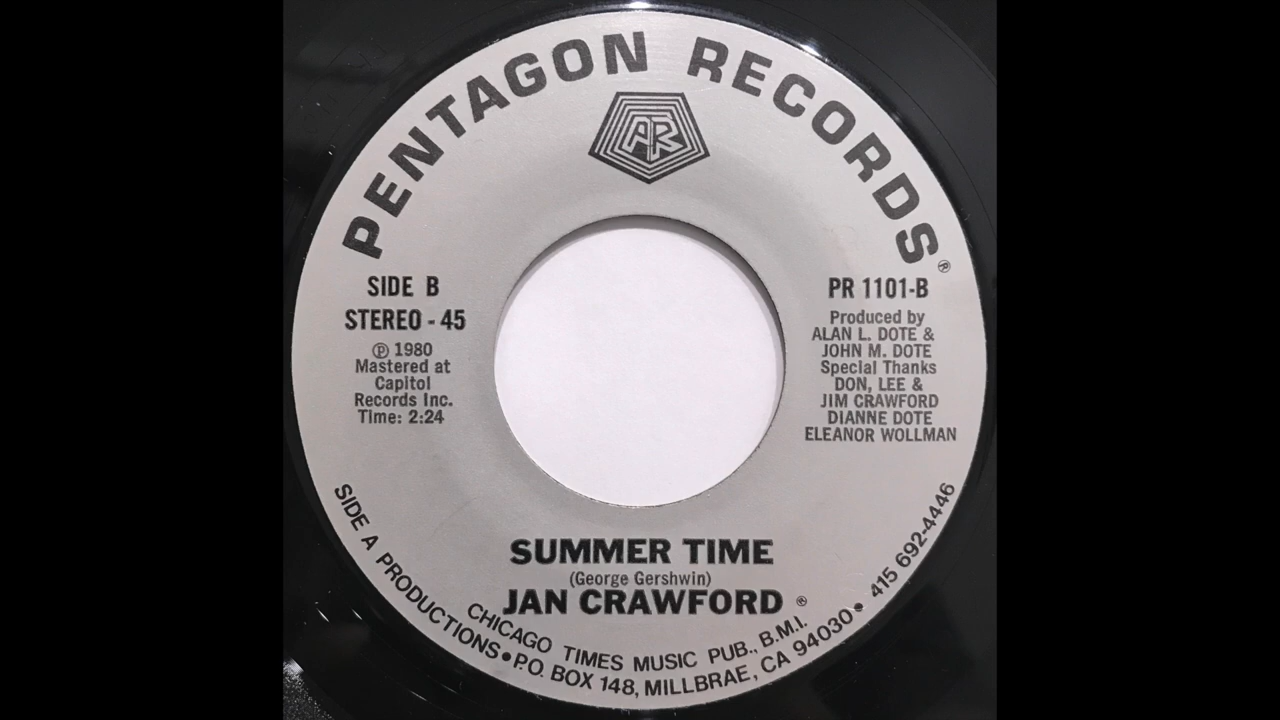 PENTAGON RECORDS®
PR
SIDE B
STEREO - 45
℗ 1980
Mastered at
Capitol
Records Inc.
Time: 2:24
PR 1101-B
Produced by
ALAN L. DOTE &
JOHN M. DOTE
Special Thanks
DON, LEE &
JIM CRAWFORD
DIANNE DOTE
ELEANOR WOLLMAN
SUMMER TIME
(George Gershwin)
JAN CRAWFORD ®
CHICAGO TIMES MUSIC PUB., B.M.I.
SIDE A PRODUCTIONS • P.O. BOX 148, MILLBRAE, CA 94030 • 415 692-4446